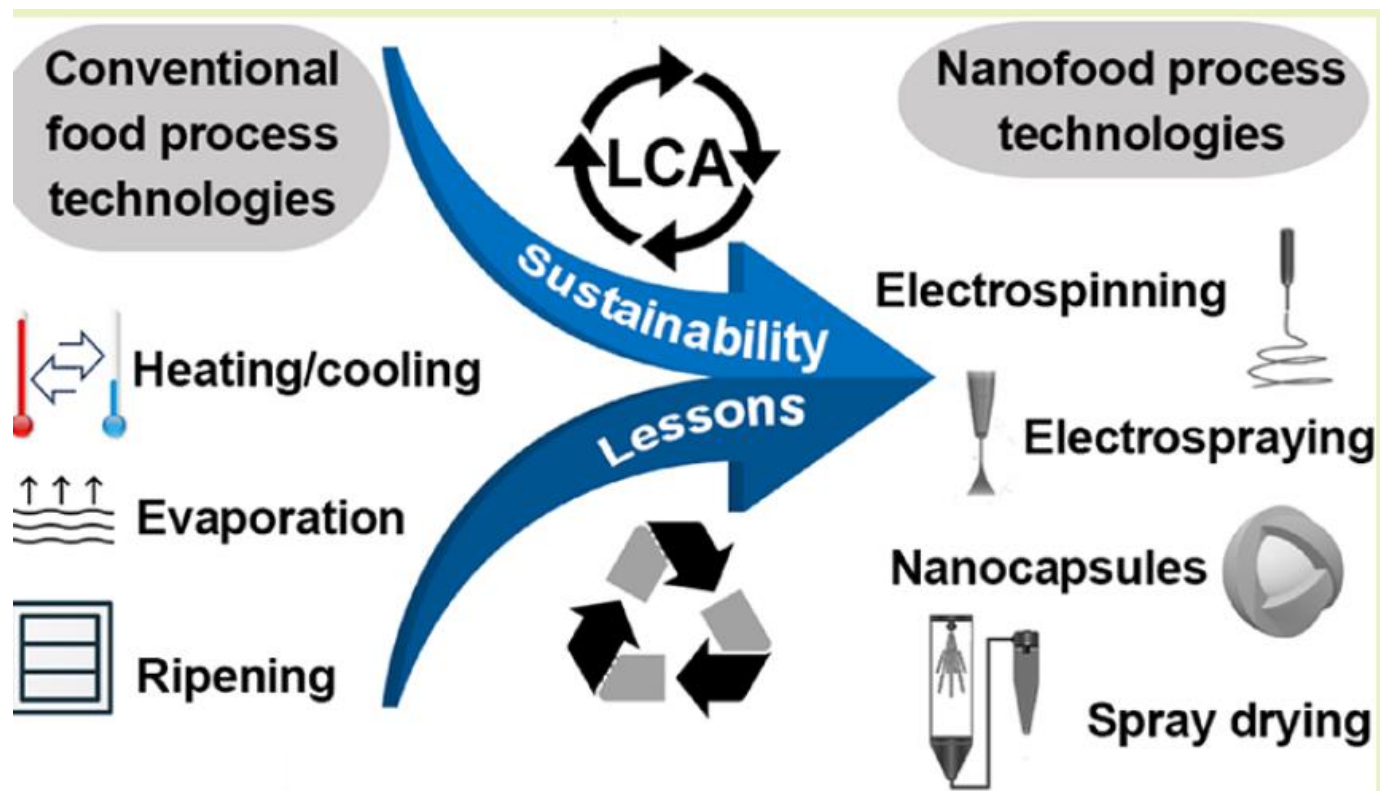 Conventional
food process
technologies
Heating/cooling
Evaporation
Ripening
LCA
Sustainability
Lessons
Nanofood process
technologies
Electrospinning
Electrospraying
Nanocapsules
Spray drying